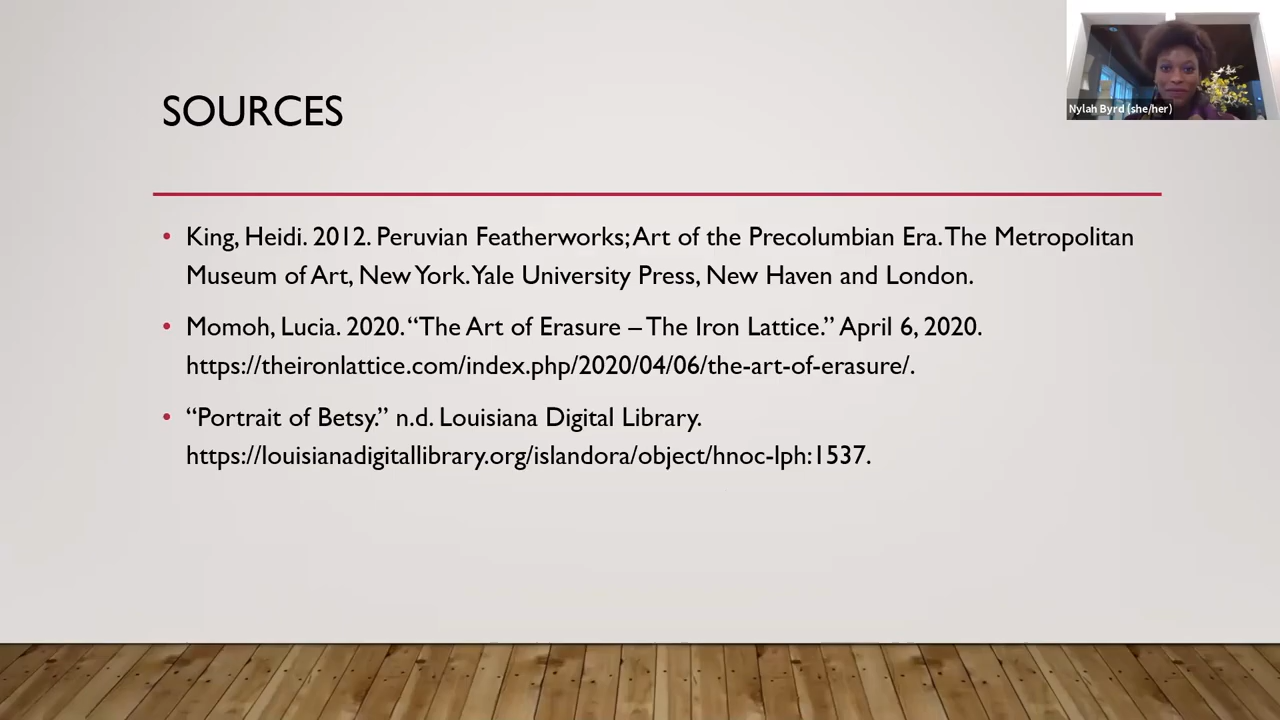 SOURCES
Nylah Byrd (she/her)
• King, Heidi. 2012. Peruvian Featherworks; Art of the Precolumbian Era. The Metropolitan
Museum of Art, New York. Yale University Press, New Haven and London.
• Momoh, Lucia. 2020. “The Art of Erasure – The Iron Lattice.” April 6, 2020.
https://theironlattice.com/index.php/2020/04/06/the-art-of-erasure/.
• “Portrait of Betsy.” n.d. Louisiana Digital Library.
https://louisianadigitallibrary.org/islandora/object/hnoc-lph:1537.